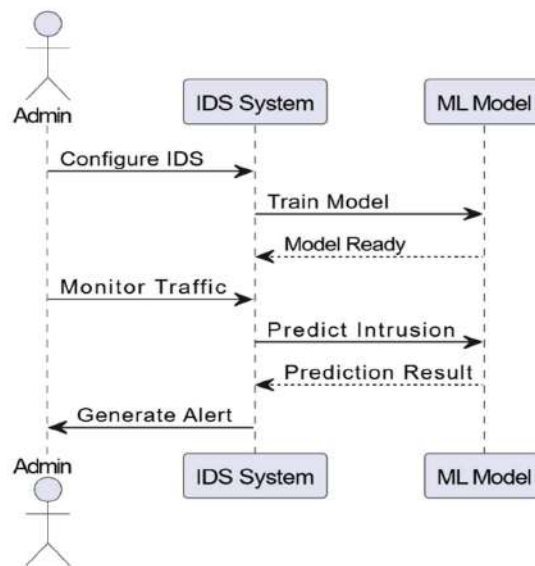 Admin
IDS System
ML Model
Configure IDS
Train Model
Model Ready
Monitor Traffic
Predict Intrusion
Prediction Result
Generate Alert
Admin
IDS System
ML Model